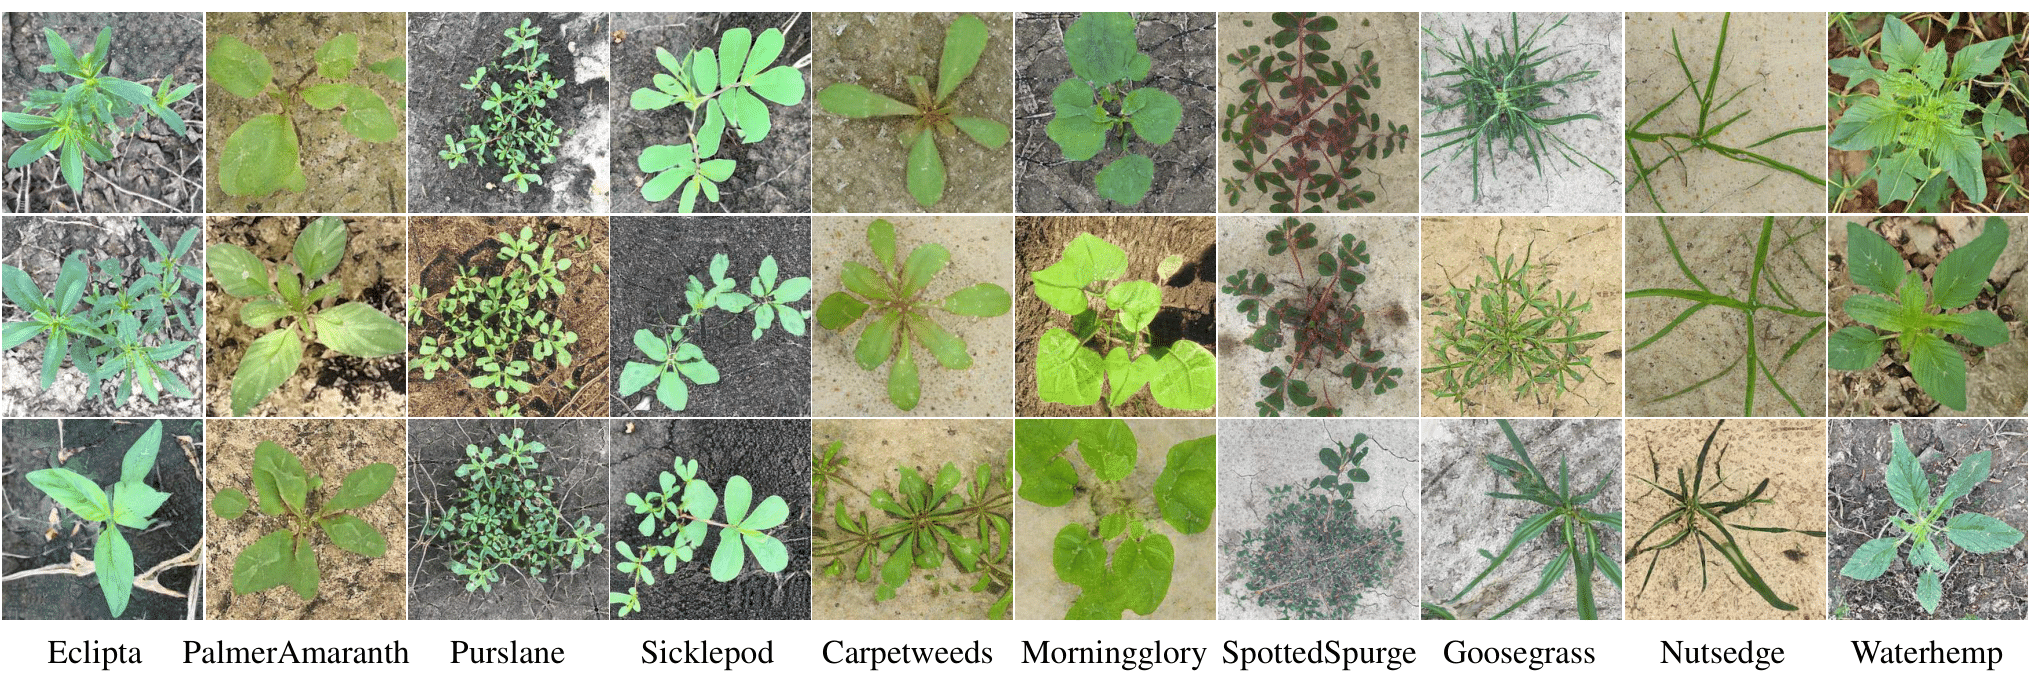 Eclipta PalmerAmaranth Purslane Sicklepod Carpetweeds Morningglory SpottedSpurge Goosegrass Nutsedge Waterhemp